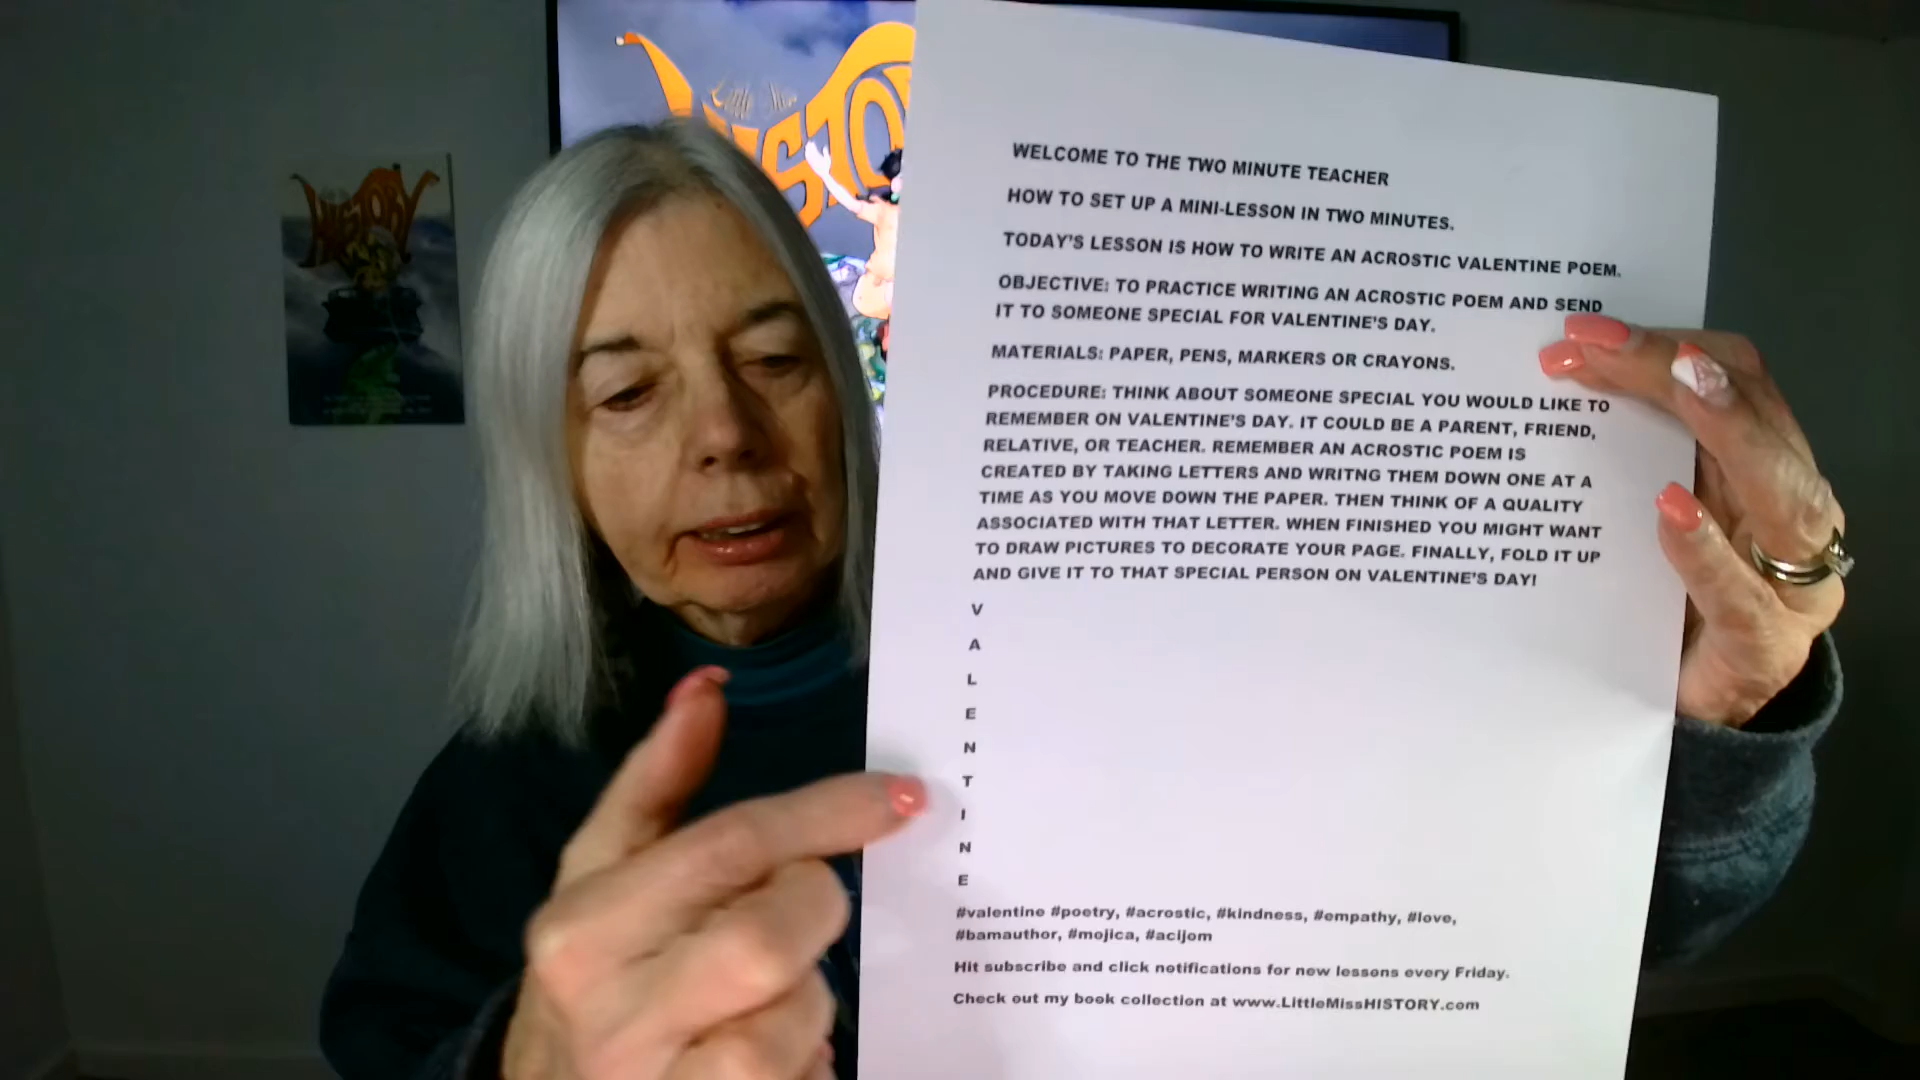 Little Miss
HISTORY
HISTORY
WELCOME TO THE TWO MINUTE TEACHER
HOW TO SET UP A MINI-LESSON IN TWO MINUTES.
TODAY'S LESSON IS HOW TO WRITE AN ACROSTIC VALENTINE POEM.
OBJECTIVE: TO PRACTICE WRITING AN ACROSTIC POEM AND SEND
IT TO SOMEONE SPECIAL FOR VALENTINE'S DAY.
MATERIALS: PAPER, PENS, MARKERS OR CRAYONS.
PROCEDURE: THINK ABOUT SOMEONE SPECIAL YOU WOULD LIKE TO
REMEMBER ON VALENTINE'S DAY. IT COULD BE A PARENT, FRIEND,
RELATIVE, OR TEACHER. REMEMBER AN ACROSTIC POEM IS
CREATED BY TAKING LETTERS AND WRITNG THEM DOWN ONE AT A
TIME AS YOU MOVE DOWN THE PAPER. THEN THINK OF A QUALITY
ASSOCIATED WITH THAT LETTER. WHEN FINISHED YOU MIGHT WANT
TO DRAW PICTURES TO DECORATE YOUR PAGE. FINALLY, FOLD IT UP
AND GIVE IT TO THAT SPECIAL PERSON ON VALENTINE'S DAY!
V
A
L
E
N
T
I
N
E
#valentine #poetry, #acrostic, #kindness, #empathy, #love,
#bamauthor, #mojica, #acijom
Hit subscribe and click notifications for new lessons every Friday.
Check out my book collection at www.LittleMissHISTORY.com